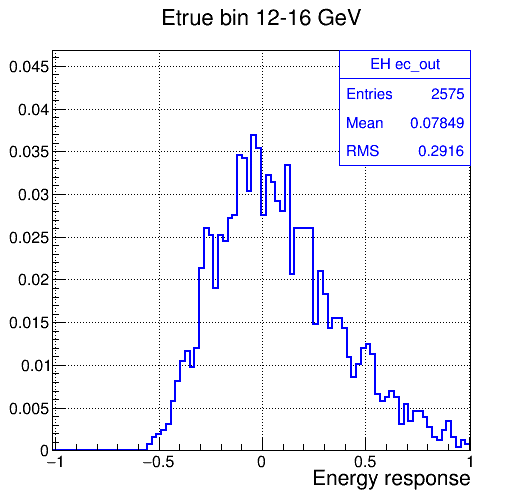 Etrue bin 12-16 GeV
EH ec_out
Entries 2575
Mean 0.07849
RMS 0.2916
0.045
0.04
0.035
0.03
0.025
0.02
0.015
0.01
0.005
0
−1 −0.5 0 0.5 1
Energy response